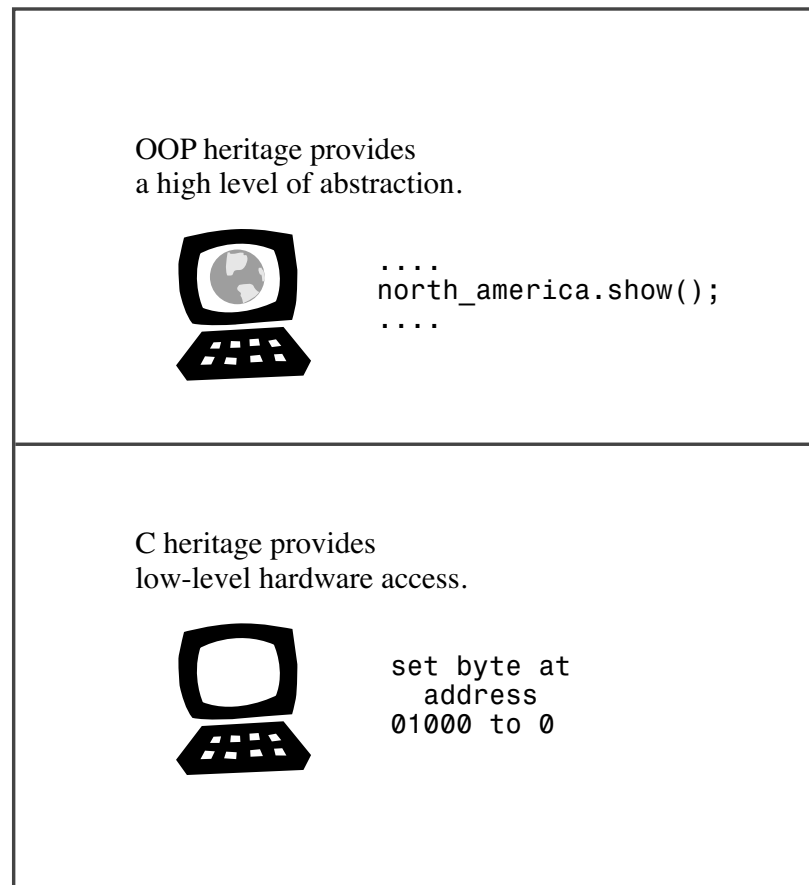 OOP heritage provides
a high level of abstraction.
....
north_america.show();
....
C heritage provides
low-level hardware access.
set byte at
address
01000 to 0